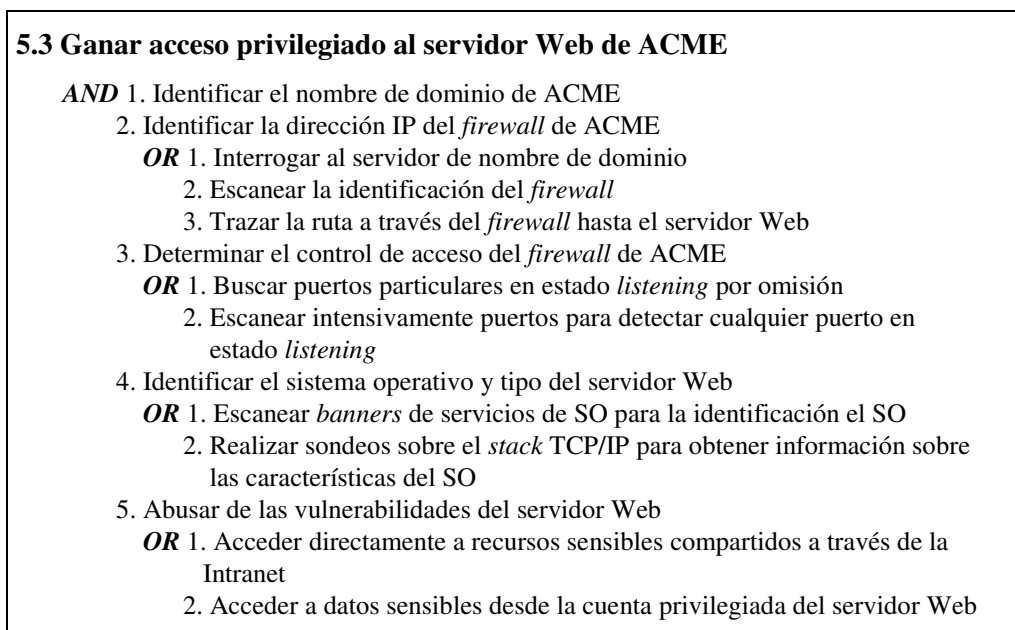 5.3 Ganar acceso privilegiado al servidor Web de ACME
AND 1. Identificar el nombre de dominio de ACME
2. Identificar la dirección IP del firewall de ACME
OR 1. Interrogar al servidor de nombre de dominio
2. Escanear la identificación del firewall
3. Trazar la ruta a través del firewall hasta el servidor Web
3. Determinar el control de acceso del firewall de ACME
OR 1. Buscar puertos particulares en estado listening por omisión
2. Escanear intensivamente puertos para detectar cualquier puerto en
estado listening
4. Identificar el sistema operativo y tipo del servidor Web
OR 1. Escanear banners de servicios de SO para la identificación el SO
2. Realizar sondeos sobre el stack TCP/IP para obtener información sobre
las características del SO
5. Abusar de las vulnerabilidades del servidor Web
OR 1. Acceder directamente a recursos sensibles compartidos a través de la
Intranet
2. Acceder a datos sensibles desde la cuenta privilegiada del servidor Web